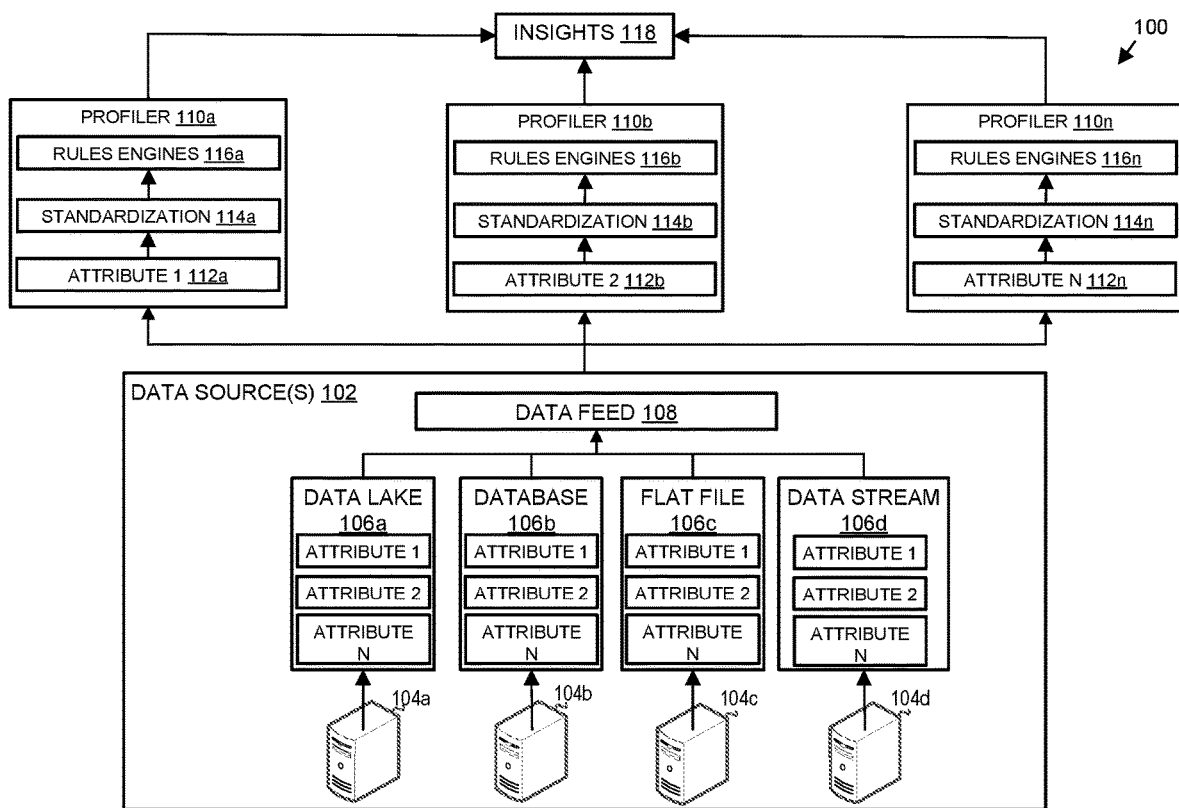 INSIGHTS 118
100
PROFILER 110a
RULES ENGINES 116a
STANDARDIZATION 114a
ATTRIBUTE 1 112a
PROFILER 110b
RULES ENGINES 116b
STANDARDIZATION 114b
ATTRIBUTE 2 112b
PROFILER 110n
RULES ENGINES 116n
STANDARDIZATION 114n
ATTRIBUTE N 112n
DATA SOURCE(S) 102
DATA FEED 108
DATA LAKE
106a
ATTRIBUTE 1
ATTRIBUTE 2
ATTRIBUTE
N
104a
DATABASE
106b
ATTRIBUTE 1
ATTRIBUTE 2
ATTRIBUTE
N
104b
FLAT FILE
106c
ATTRIBUTE 1
ATTRIBUTE 2
ATTRIBUTE
N
104c
DATA STREAM
106d
ATTRIBUTE 1
ATTRIBUTE 2
ATTRIBUTE
N
104d